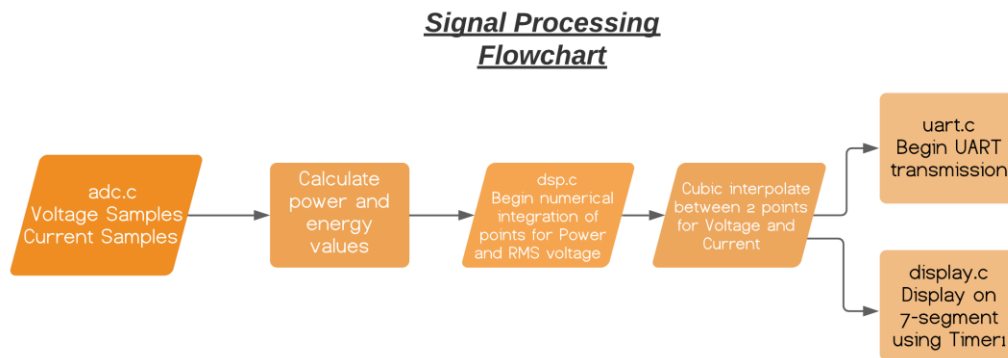 Signal Processing
Flowchart
adc.c
Voltage Samples
Current Samples
Calculate
power and
energy
values
dsp.c
Begin numerical
integration of
points for Power
and RMS voltage
Cubic interpolate
between 2 points
for Voltage and
Current
uart.c
Begin UART
transmission
display.c
Display on
7-segment
using Timer1